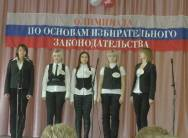 ОЛИМПИАДА
ПО ОСНОВАМ ИЗБИРАТЕЛЬНОГО
ЗАКОНОДАТЕЛЬСТВА